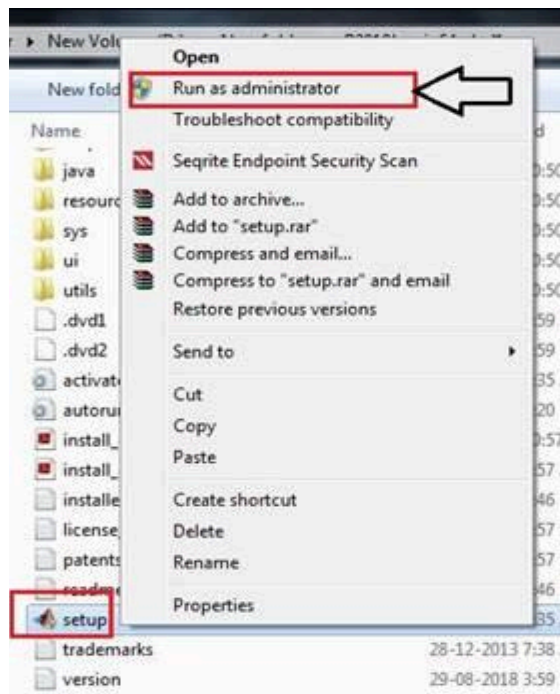 New Volu
Open
New fold
Run as administrator
Name
Troubleshoot compatibility
d
java
Seqrite Endpoint Security Scan
resourc
Add to archive...
sys
Add to "setup.rar"
ui
Compress and email...
utils
Compress to "setup.rar" and email
.dvd1
Restore previous versions
.dvd2
Send to
activate
Cut
autorun
Copy
install_
Paste
install_
installe
Create shortcut
license
Delete
patents
Rename
readme
setup
Properties
trademarks 28-12-2013 7:38
version 29-08-2018 3:59